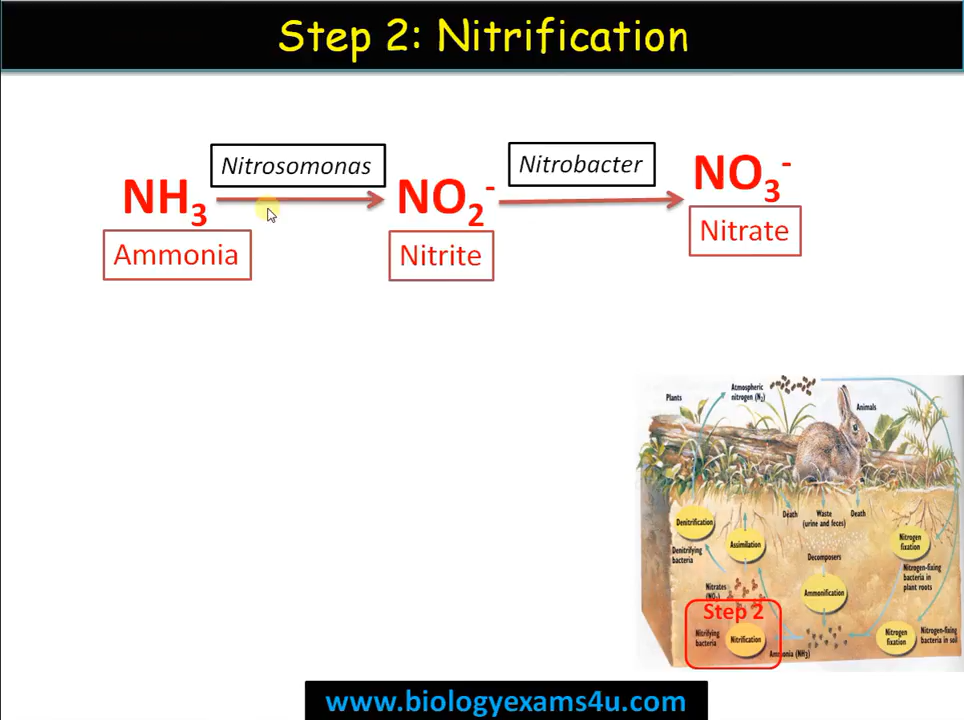 Step 2: Nitrification
Nitrosomonas
Nitrobacter
NH₃
NO₂⁻
NO₃⁻
Ammonia
Nitrite
Nitrate
Plants
Atmospheric
nitrogen (N₂)
Animals
Death
Waste
(urine and feces)
Death
Denitrification
Assimilation
Nitrogen
fixation
Denitrifying
bacteria
Decomposers
Nitrogen-fixing
bacteria in
plant roots
Nitrates
Ammonification
Step 2
Nitrifying
bacteria
Nitrification
Ammonia (NH₃)
Nitrogen
fixation
Nitrogen-fixing
bacteria in soil
www.biologyexams4u.com